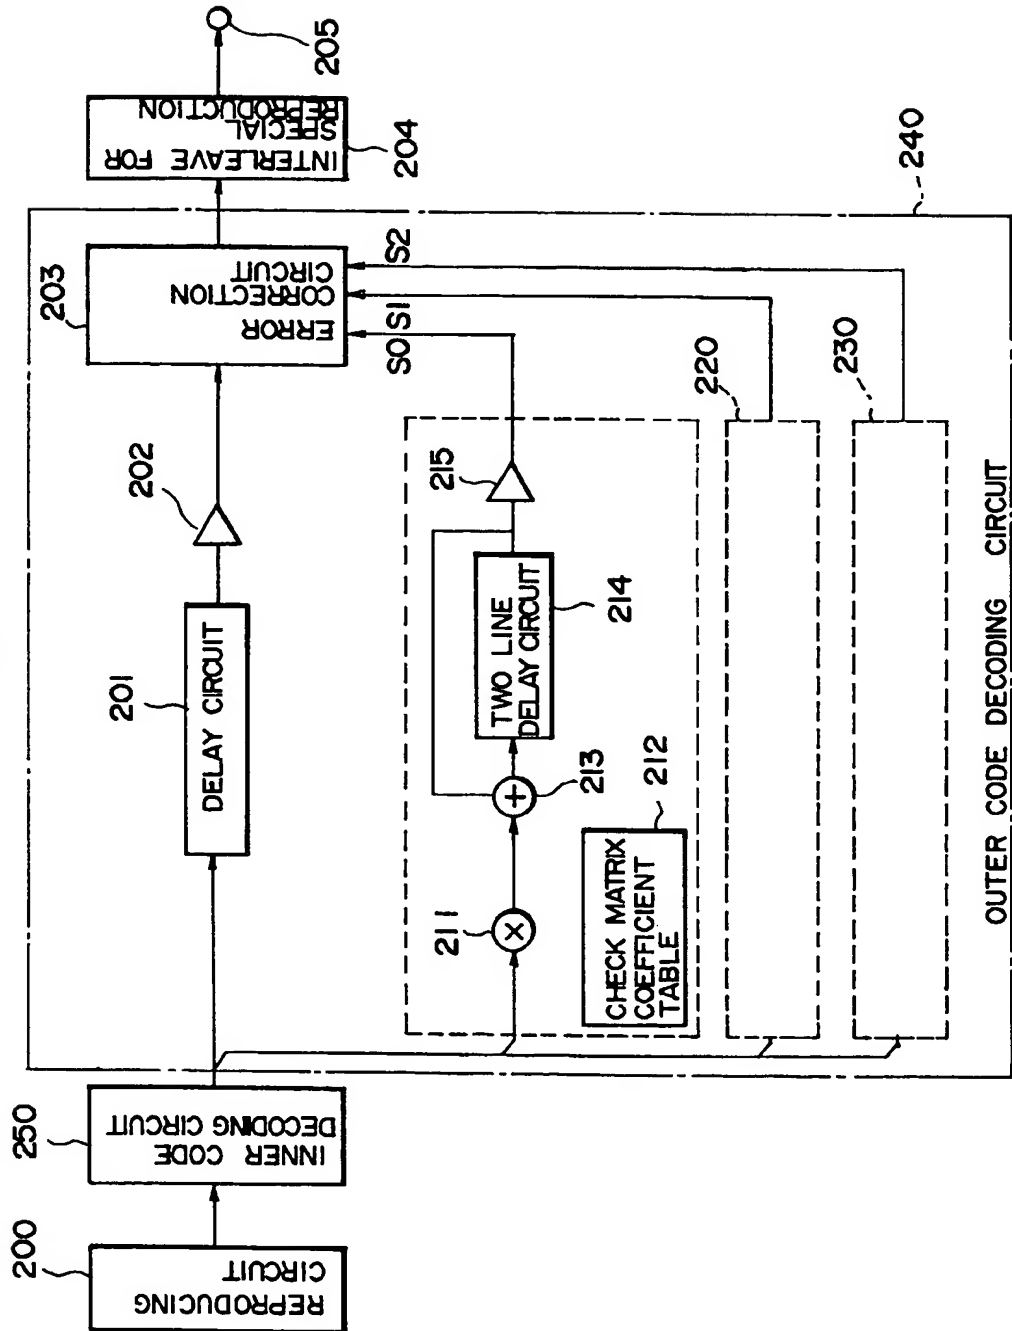 200
REPRODUCING
CIRCUIT
250
INNER CODE
DECODING CIRCUIT
201
DELAY CIRCUIT
202
203
ERROR
CORRECTION
CIRCUIT
S0
S1
S2
204
INTERLEAVE FOR
SPECIAL
REPRODUCTION
205
211
×
213
+
TWO LINE
DELAY CIRCUIT
214
215
212
CHECK MATRIX
COEFFICIENT
TABLE
220
230
240
OUTER CODE DECODING CIRCUIT